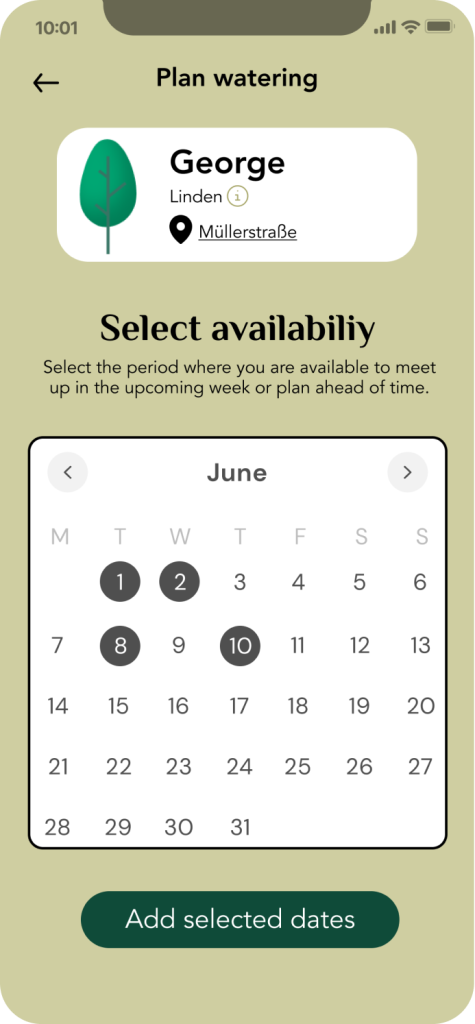 10:01
Plan watering
George
Linden i
Müllerstraße
Select availabiliy
Select the period where you are available to meet
up in the upcoming week or plan ahead of time.
June
M T W T F S S
1 2 3 4 5 6
7 8 9 10 11 12 13
14 15 16 17 18 19 20
21 22 23 24 25 26 27
28 29 30 31
Add selected dates